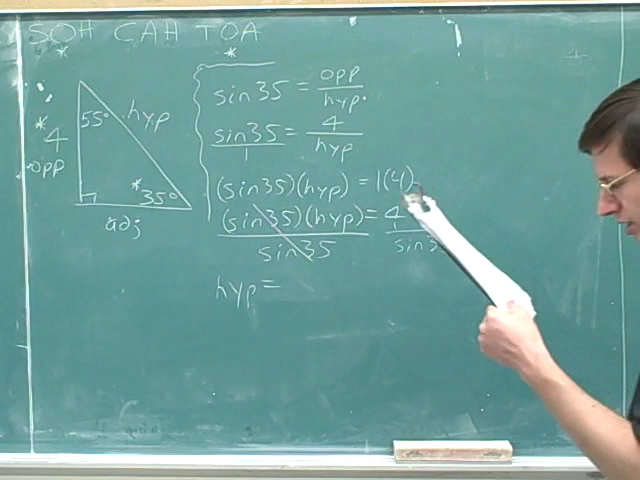 SOH CAH TOA
* *
55° hyp
* 4
opp
* 35°
adj
sin35 = opp/hyp.
sin35/1 = 4/hyp
(sin35)(hyp) = 1(4)
(sin35)(hyp)/sin35 = 4/sin3
hyp =